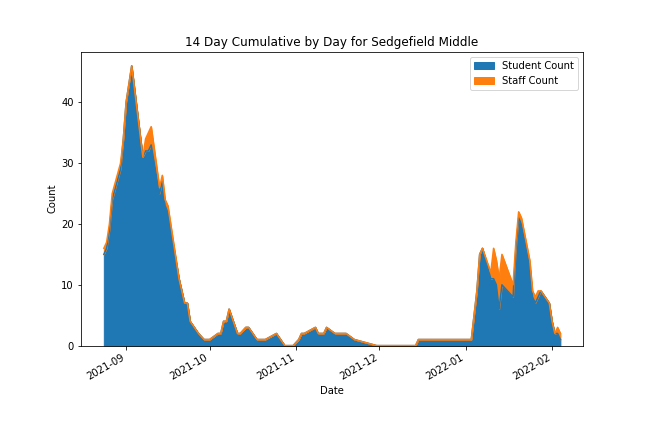 14 Day Cumulative by Day for Sedgefield Middle
Student Count
Staff Count
Count
40
30
20
10
0
2021-09
2021-10
2021-11
2021-12
2022-01
2022-02
Date